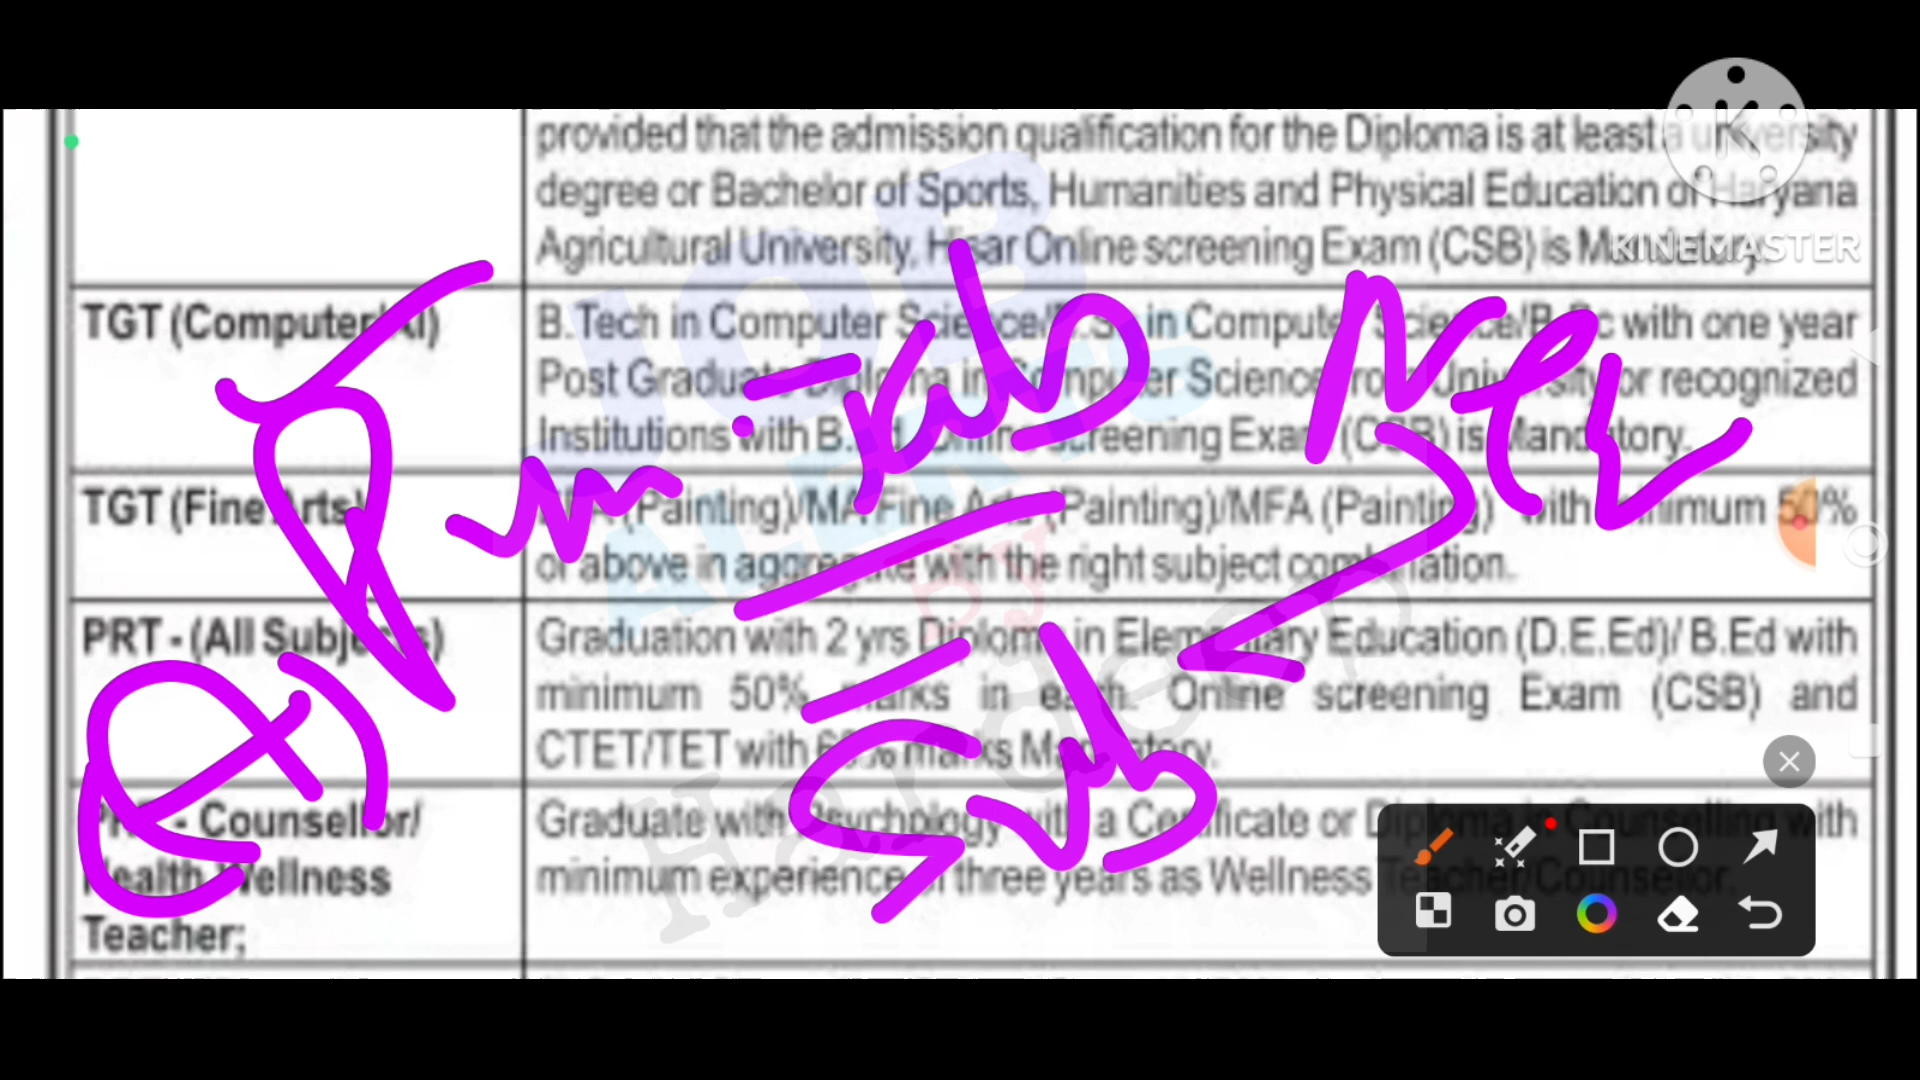 provided that the admission qualification for the Diploma is at least a university
degree or Bachelor of Sports, Humanities and Physical Education of Haryana
Agricultural University, Hisar Online screening Exam (CSB) is Mandatory.
KINEMASTER
TGT (Computer/AI)
B.Tech in Computer Science/ in Computer Science/B.Sc with one year
Post Graduate Diploma in Computer Science from University or recognized
Institutions with B.Ed. Online screening Exam (CSB) is Mandatory.
TGT (Fine Arts)
(Painting)/MA Fine Arts (Painting)/MFA (Painting) with minimum 50%
or above in aggregate with the right subject combination.
PRT - (All Subjects)
Graduation with 2 yrs Diploma in Elementary Education (D.E.Ed)/ B.Ed with
minimum 50% marks in each. Online screening Exam (CSB) and
CTET/TET with marks Mandatory.
PRT - Counsellor/
Health Wellness
Teacher;
Graduate with Psychology with a Certificate or Diploma in Counselling with
minimum experience of three years as Wellness Teacher/Counsellor.
JOB
ALERTS
by
Hardeep